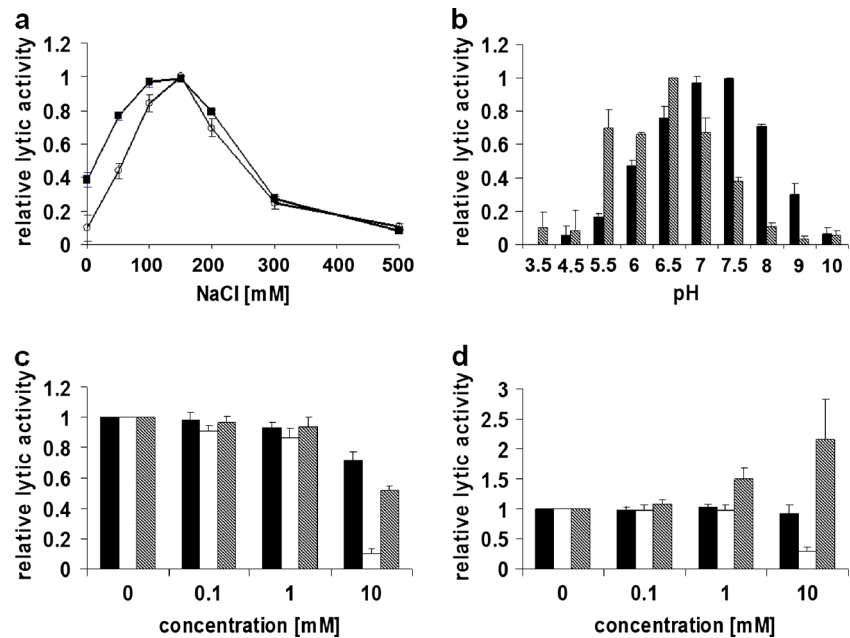 a
1.2
1
0.8
0.6
0.4
0.2
0
relative lytic activity
0 100 200 300 400 500
NaCl [mM]
b
1.2
1
0.8
0.6
0.4
0.2
0
relative lytic activity
3.5 4.5 5.5 6 6.5 7 7.5 8 9 10
pH
c
1.2
1
0.8
0.6
0.4
0.2
0
relative lytic activity
0 0.1 1 10
concentration [mM]
d
3
2.5
2
1.5
1
0.5
0
relative lytic activity
0 0.1 1 10
concentration [mM]